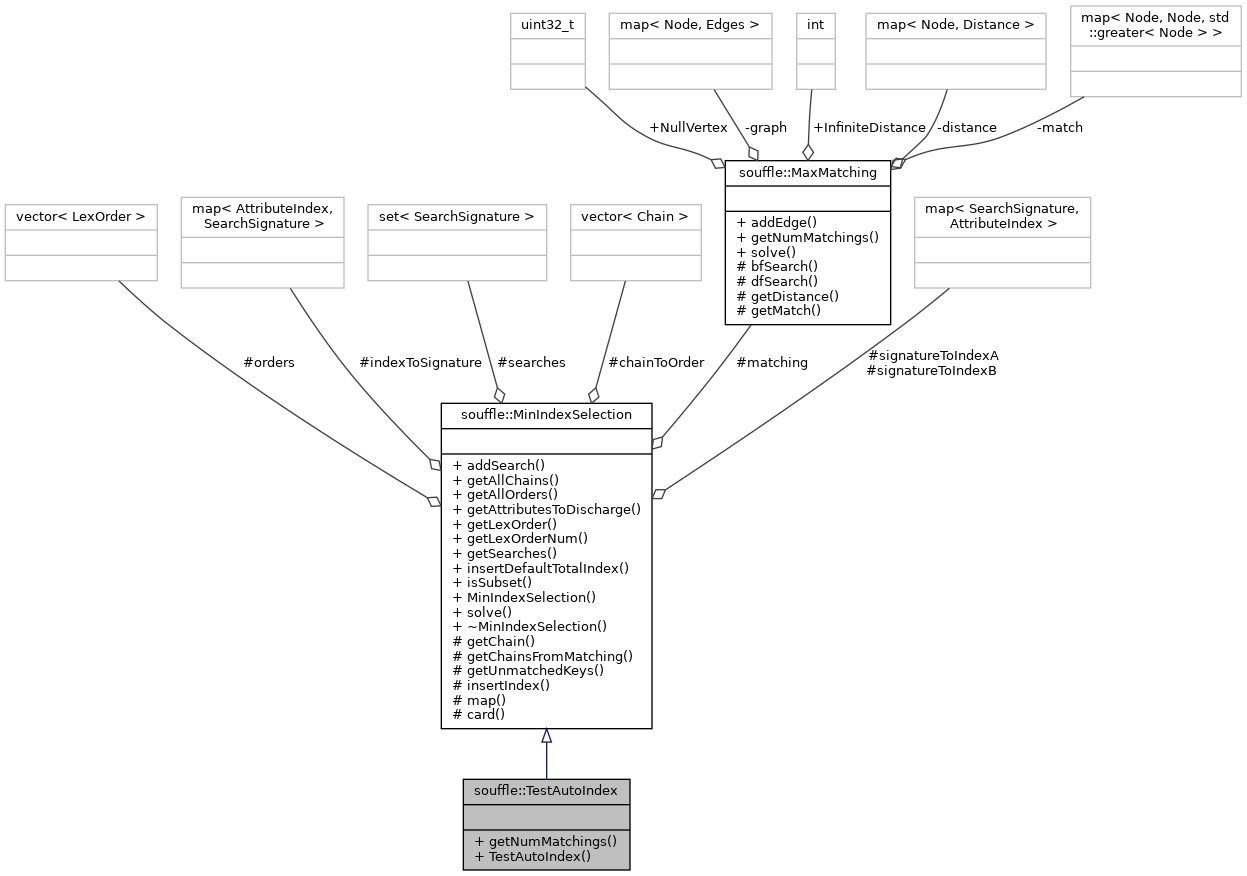 uint32_t
map< Node, Edges >
int
map< Node, Distance >
map< Node, Node, std
::greater< Node > >
+NullVertex
-graph
+InfiniteDistance
-distance
-match
souffle::MaxMatching
+ addEdge()
+ getNumMatchings()
+ solve()
# bfSearch()
# dfSearch()
# getDistance()
# getMatch()
vector< LexOrder >
map< AttributeIndex,
SearchSignature >
set< SearchSignature >
vector< Chain >
map< SearchSignature,
AttributeIndex >
#orders
#indexToSignature
#searches
#chainToOrder
#matching
#signatureToIndexA
#signatureToIndexB
souffle::MinIndexSelection
+ addSearch()
+ getAllChains()
+ getAllOrders()
+ getAttributesToDischarge()
+ getLexOrder()
+ getLexOrderNum()
+ getSearches()
+ insertDefaultTotalIndex()
+ isSubset()
+ MinIndexSelection()
+ solve()
+ ~MinIndexSelection()
# getChain()
# getChainsFromMatching()
# getUnmatchedKeys()
# insertIndex()
# map()
# card()
souffle::TestAutoIndex
+ getNumMatchings()
+ TestAutoIndex()